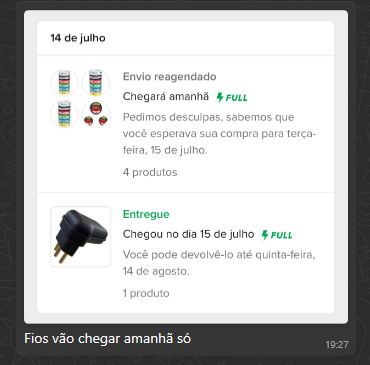 14 de julho
Envio reagendado
Chegará amanhã FULL
Pedimos desculpas, sabemos que
você esperava sua compra para terça-
feira, 15 de julho.
4 produtos
Entregue
Chegou no dia 15 de julho FULL
Você pode devolvê-lo até quinta-feira,
14 de agosto.
1 produto
Fios vão chegar amanhã só
19:27